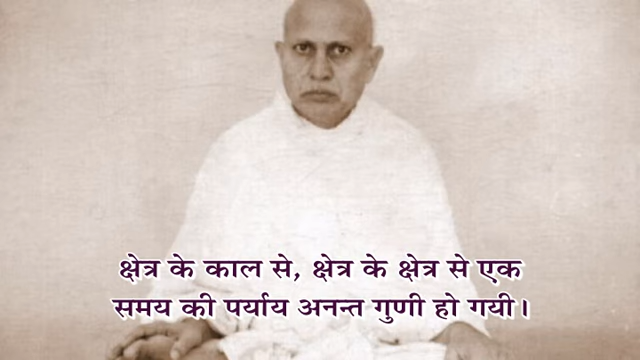 क्षेत्र के काल से, क्षेत्र के क्षेत्र से एक
समय की पर्याय अनन्त गुणी हो गयी।